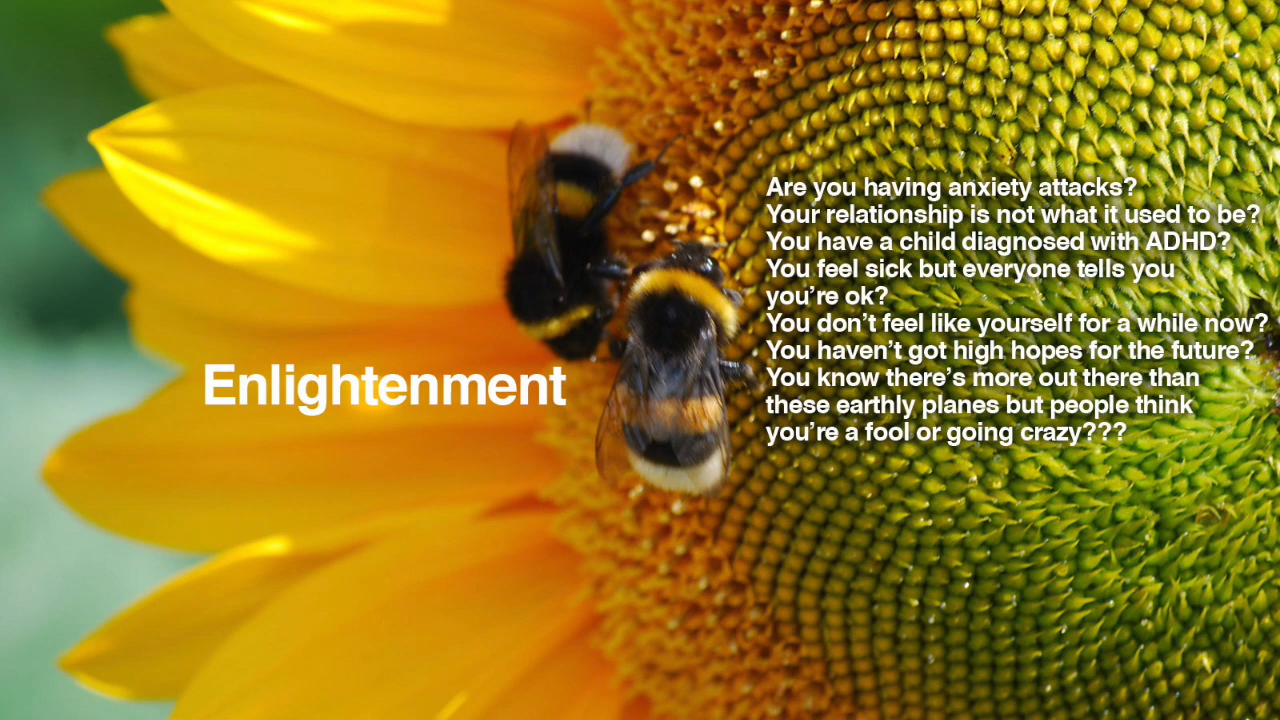 Enlightenment
Are you having anxiety attacks?
Your relationship is not what it used to be?
You have a child diagnosed with ADHD?
You feel sick but everyone tells you
you’re ok?
You don’t feel like yourself for a while now?
You haven’t got high hopes for the future?
You know there’s more out there than
these earthly planes but people think
you’re a fool or going crazy???